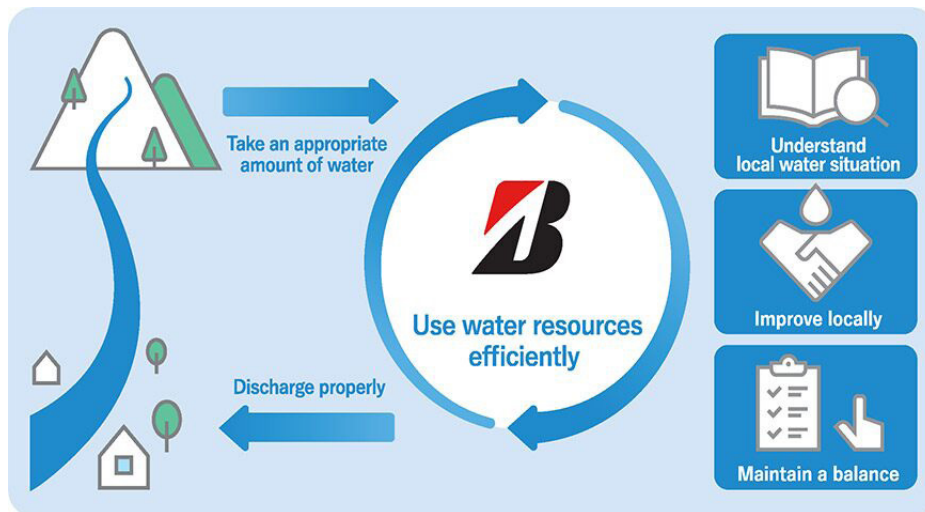 Take an appropriate
amount of water
Use water resources
efficiently
Discharge properly
Understand
local water situation
Improve locally
Maintain a balance